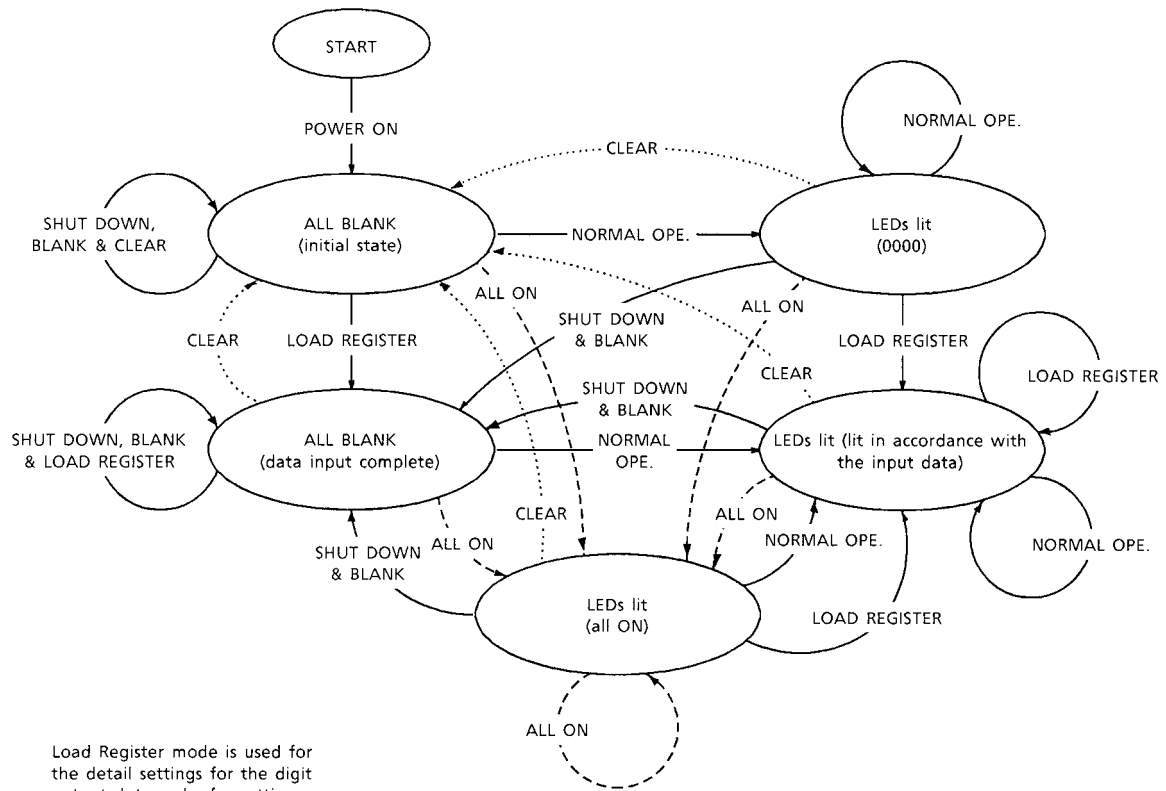 START
POWER ON
NORMAL OPE.
CLEAR
SHUT DOWN,
BLANK & CLEAR
ALL BLANK
(initial state)
NORMAL OPE.
LEDs lit
(0000)
ALL ON
ALL ON
SHUT DOWN
& BLANK
CLEAR
LOAD REGISTER
LOAD REGISTER
CLEAR
LOAD REGISTER
SHUT DOWN
& BLANK
SHUT DOWN, BLANK
& LOAD REGISTER
ALL BLANK
(data input complete)
NORMAL
OPE.
LEDs lit (lit in accordance with
the input data)
CLEAR
ALL ON
ALL ON
NORMAL OPE.
NORMAL OPE.
SHUT DOWN
& BLANK
LEDs lit
(all ON)
LOAD REGISTER
ALL ON
Load Register mode is used for
the detail settings for the digit